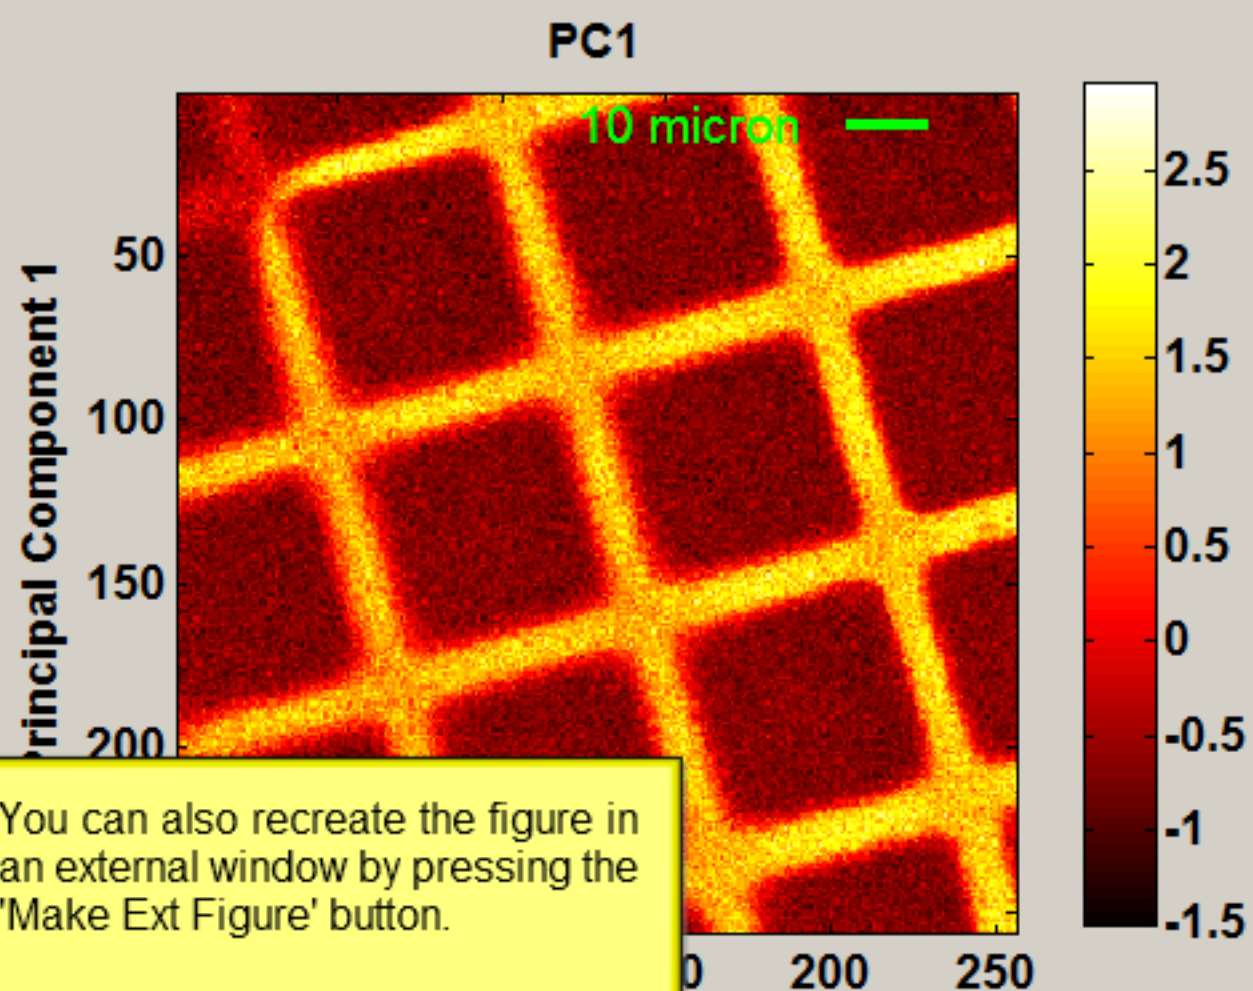 PC1
10 micron
Principal Component 1
50
100
150
200
2.5
2
1.5
1
0.5
0
-0.5
-1
-1.5
You can also recreate the figure in
an external window by pressing the
'Make Ext Figure' button.
200
250